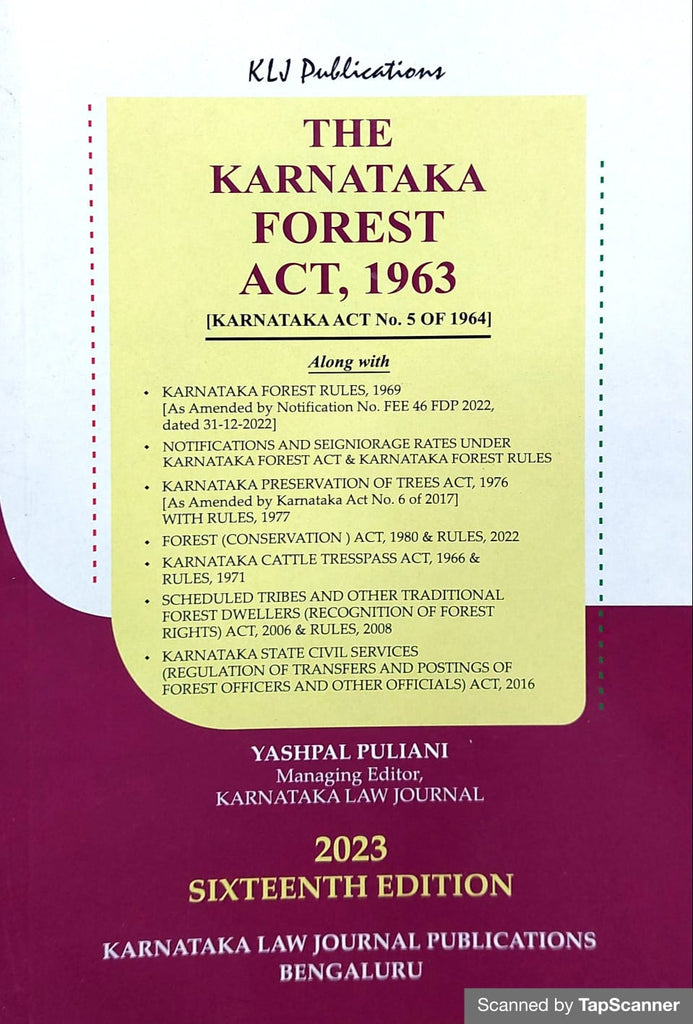 KLJ Publications
THE
KARNATAKA
FOREST
ACT, 1963
[KARNATAKA ACT No. 5 OF 1964]
Along with
• KARNATAKA FOREST RULES, 1969
[As Amended by Notification No. FEE 46 FDP 2022,
dated 31-12-2022]
• NOTIFICATIONS AND SEIGNIORAGE RATES UNDER
KARNATAKA FOREST ACT & KARNATAKA FOREST RULES
• KARNATAKA PRESERVATION OF TREES ACT, 1976
[As Amended by Karnataka Act No. 6 of 2017]
WITH RULES, 1977
• FOREST (CONSERVATION ) ACT, 1980 & RULES, 2022
• KARNATAKA CATTLE TRESSPASS ACT, 1966 &
RULES, 1971
• SCHEDULED TRIBES AND OTHER TRADITIONAL
FOREST DWELLERS (RECOGNITION OF FOREST
RIGHTS) ACT, 2006 & RULES, 2008
• KARNATAKA STATE CIVIL SERVICES
(REGULATION OF TRANSFERS AND POSTINGS OF
FOREST OFFICERS AND OTHER OFFICIALS) ACT, 2016
YASHPAL PULIANI
Managing Editor,
KARNATAKA LAW JOURNAL
2023
SIXTEENTH EDITION
KARNATAKA LAW JOURNAL PUBLICATIONS
BENGALURU
Scanned by TapScanner